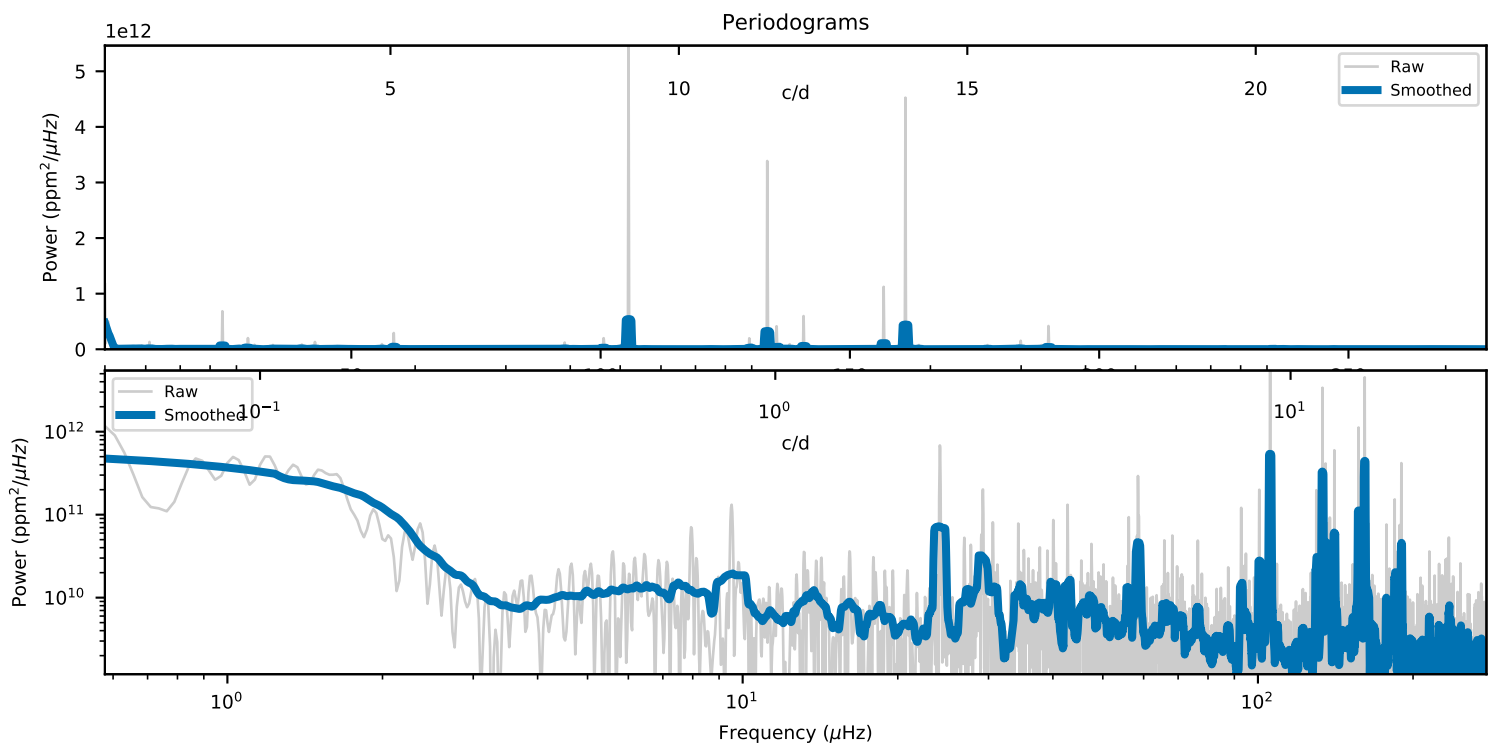 Periodograms
1e12
5 10 15 20
c/d
Raw
Smoothed
5
4
3
2
1
0
Power (ppm²/μHz)
Raw
Smoothed
10⁻¹ 10⁰ 10¹
c/d
10¹²
10¹¹
10¹⁰
Power (ppm²/μHz)
10⁰ 10¹ 10²
Frequency (μHz)